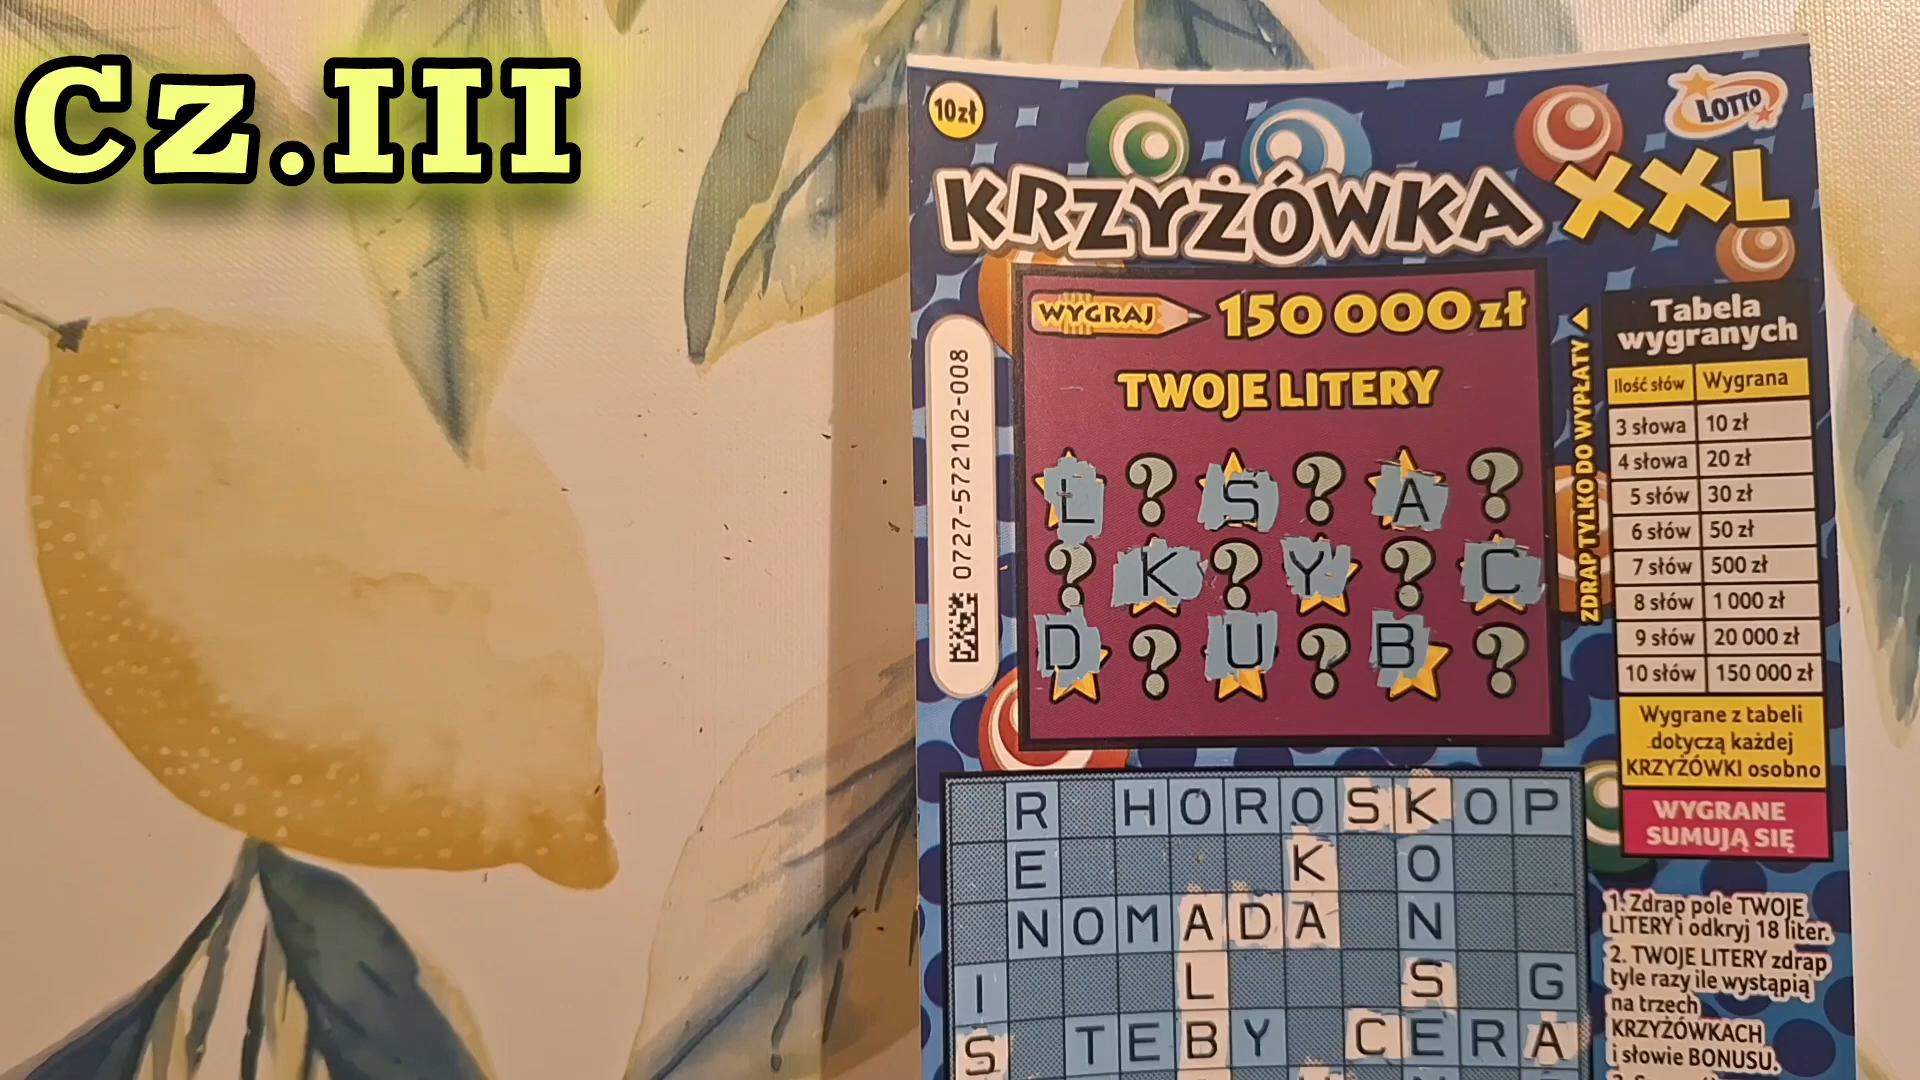 Cz.III
10 zł
LOTTO
KRZYŻÓWKA XXL
WYGRAJ 150 000 zł
TWOJE LITERY
L ? S ? A ?
? K ? Y ? C
D ? U ? B ?
0727-572102-008
ZDRAP TYLKO DO WYPŁATY
Tabela
wygranych
Ilość słów Wygrana
3 słowa 10 zł
4 słowa 20 zł
5 słów 30 zł
6 słów 50 zł
7 słów 500 zł
8 słów 1 000 zł
9 słów 20 000 zł
10 słów 150 000 zł
Wygrane z tabeli
dotyczą każdej
KRZYŻÓWKI osobno
WYGRANE
SUMUJĄ SIĘ
R HOROSKOP
E K O
NOMADA N
I L S G
S TEBY CERA
1. Zdrap pole TWOJE
LITERY i odkryj 18 liter.
2. TWOJE LITERY zdrap
tyle razy ile wystąpią
na trzech
KRZYŻÓWKACH
i słowie BONUSU.